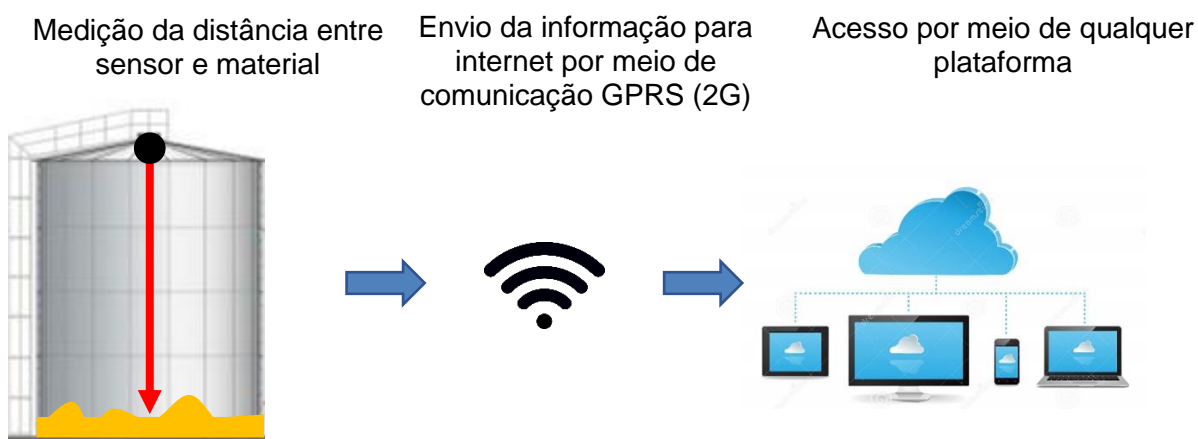 Medição da distância entre
sensor e material
Envio da informação para
internet por meio de
comunicação GPRS (2G)
Acesso por meio de qualquer
plataforma